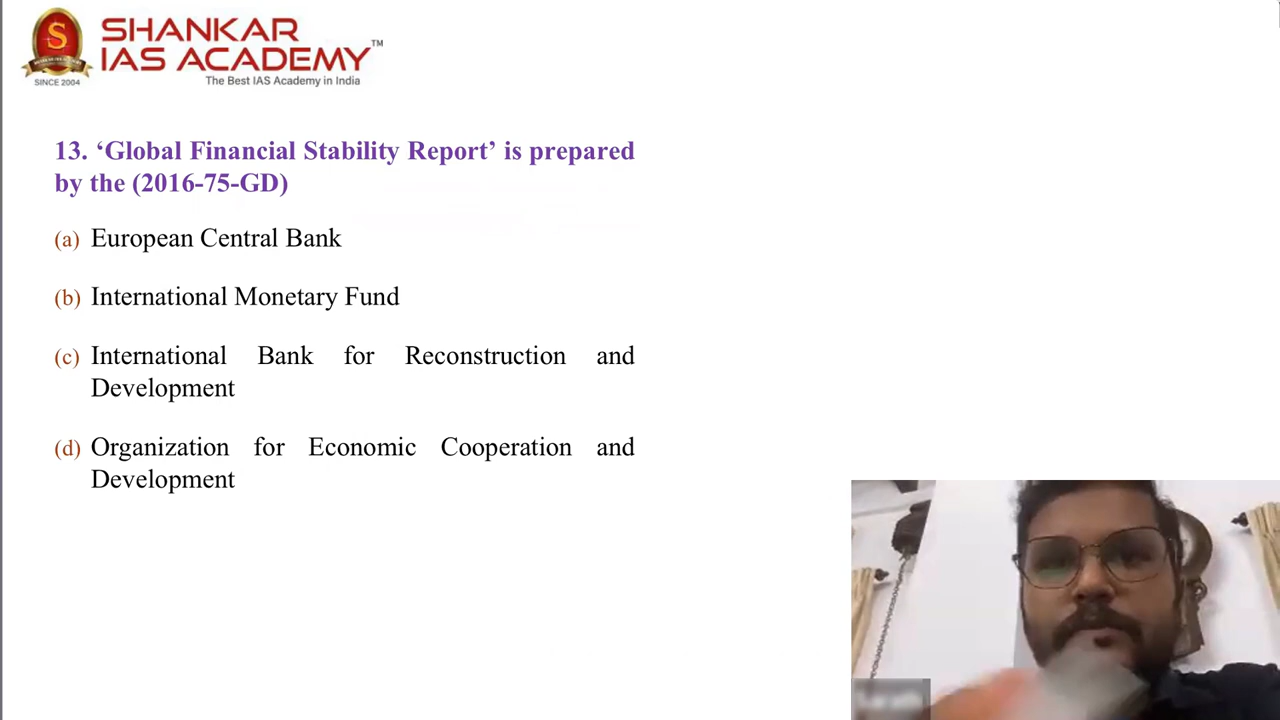 SHANKAR
IAS ACADEMY™
The Best IAS Academy in India
S
SINCE 2004
13. ‘Global Financial Stability Report’ is prepared
by the (2016-75-GD)
(a) European Central Bank
(b) International Monetary Fund
(c) International Bank for Reconstruction and
Development
(d) Organization for Economic Cooperation and
Development